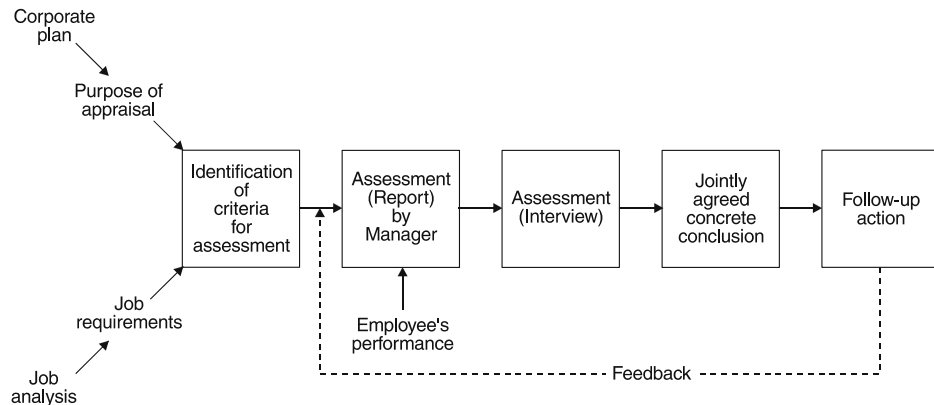 Corporate
plan
Purpose of
appraisal
Identification
of
criteria
for
assessment
Assessment
(Report)
by
Manager
Assessment
(Interview)
Jointly
agreed
concrete
conclusion
Follow-up
action
Job
requirements
Job
analysis
Employee's
performance
Feedback